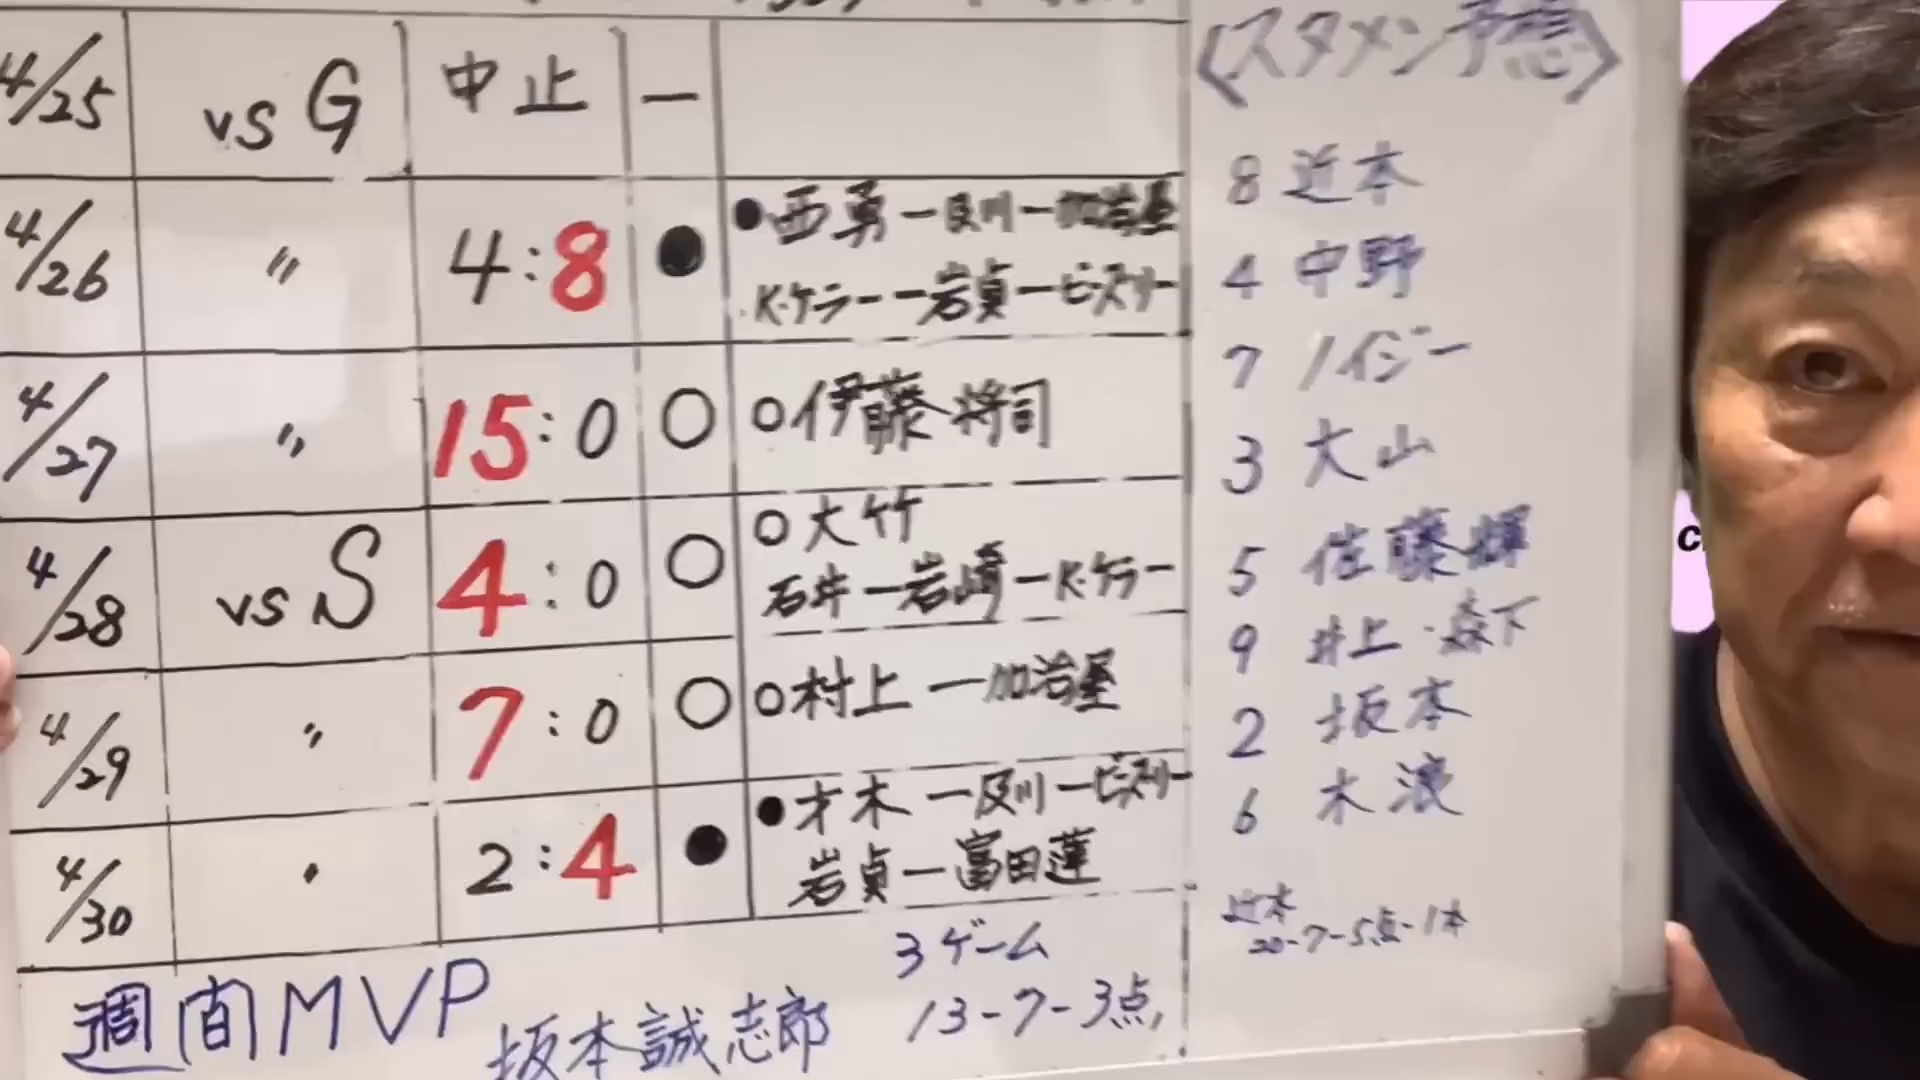 4/25 vs G 中止 ー
4/26 〃 4:8 ● ●西勇ー及川ー加治屋
K・ケラーー岩貞ービーズリー
4/27 〃 15:0 ○ ○伊藤将司
4/28 vs S 4:0 ○ ○大竹
石井ー岩崎ーK・ケラー
4/29 〃 7:0 ○ ○村上ー加治屋
4/30 〃 2:4 ● ●才木ー及川ービーズリー
岩貞ー富田蓮
週間MVP 坂本誠志郎
3ゲーム
13-7-3点
〈スタメン予想〉
8 近本
4 中野
7 ノイジー
3 大山
5 佐藤輝
9 井上・森下
2 坂本
6 木浪
近本
20-7-5点-1本